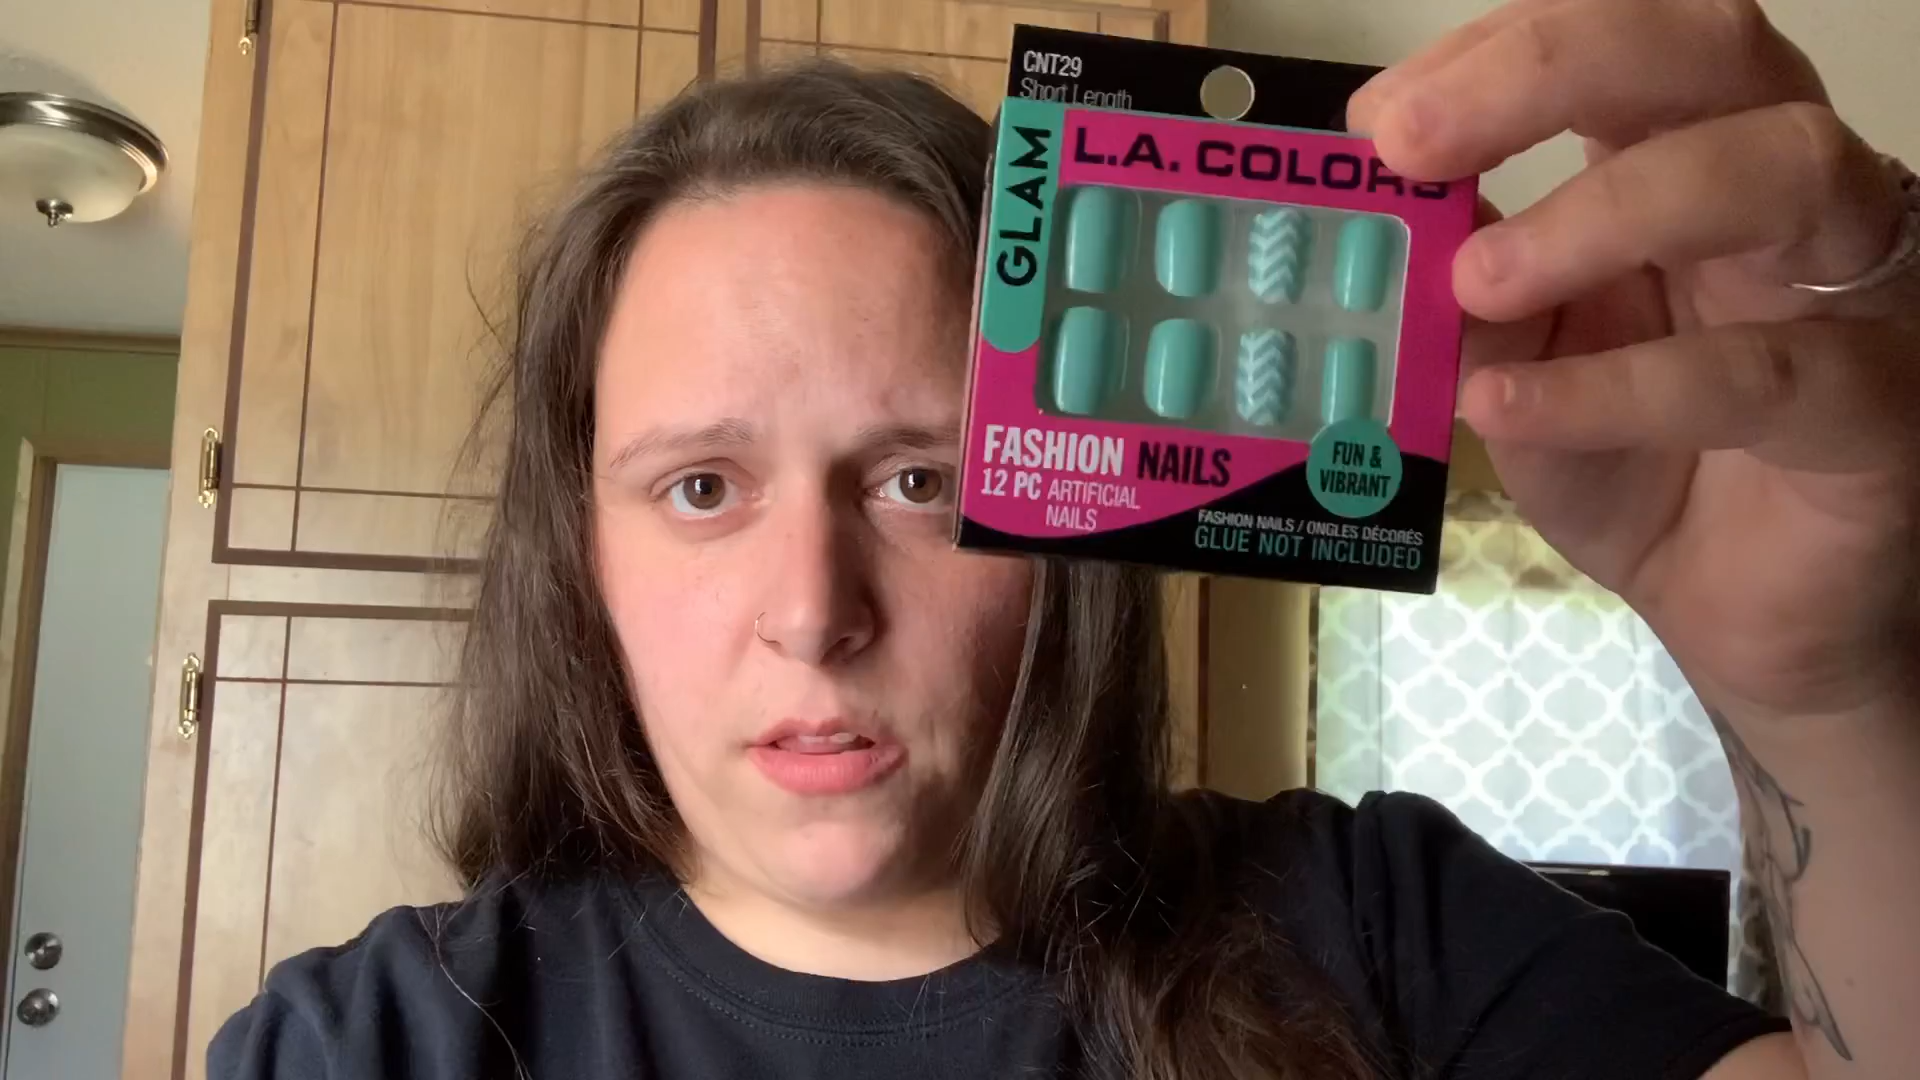 CNT29
Short Length
GLAM
L.A. COLORS
FASHION NAILS
12 PC ARTIFICIAL
NAILS
FUN &
VIBRANT
FASHION NAILS / ONGLES DÉCORÉS
GLUE NOT INCLUDED